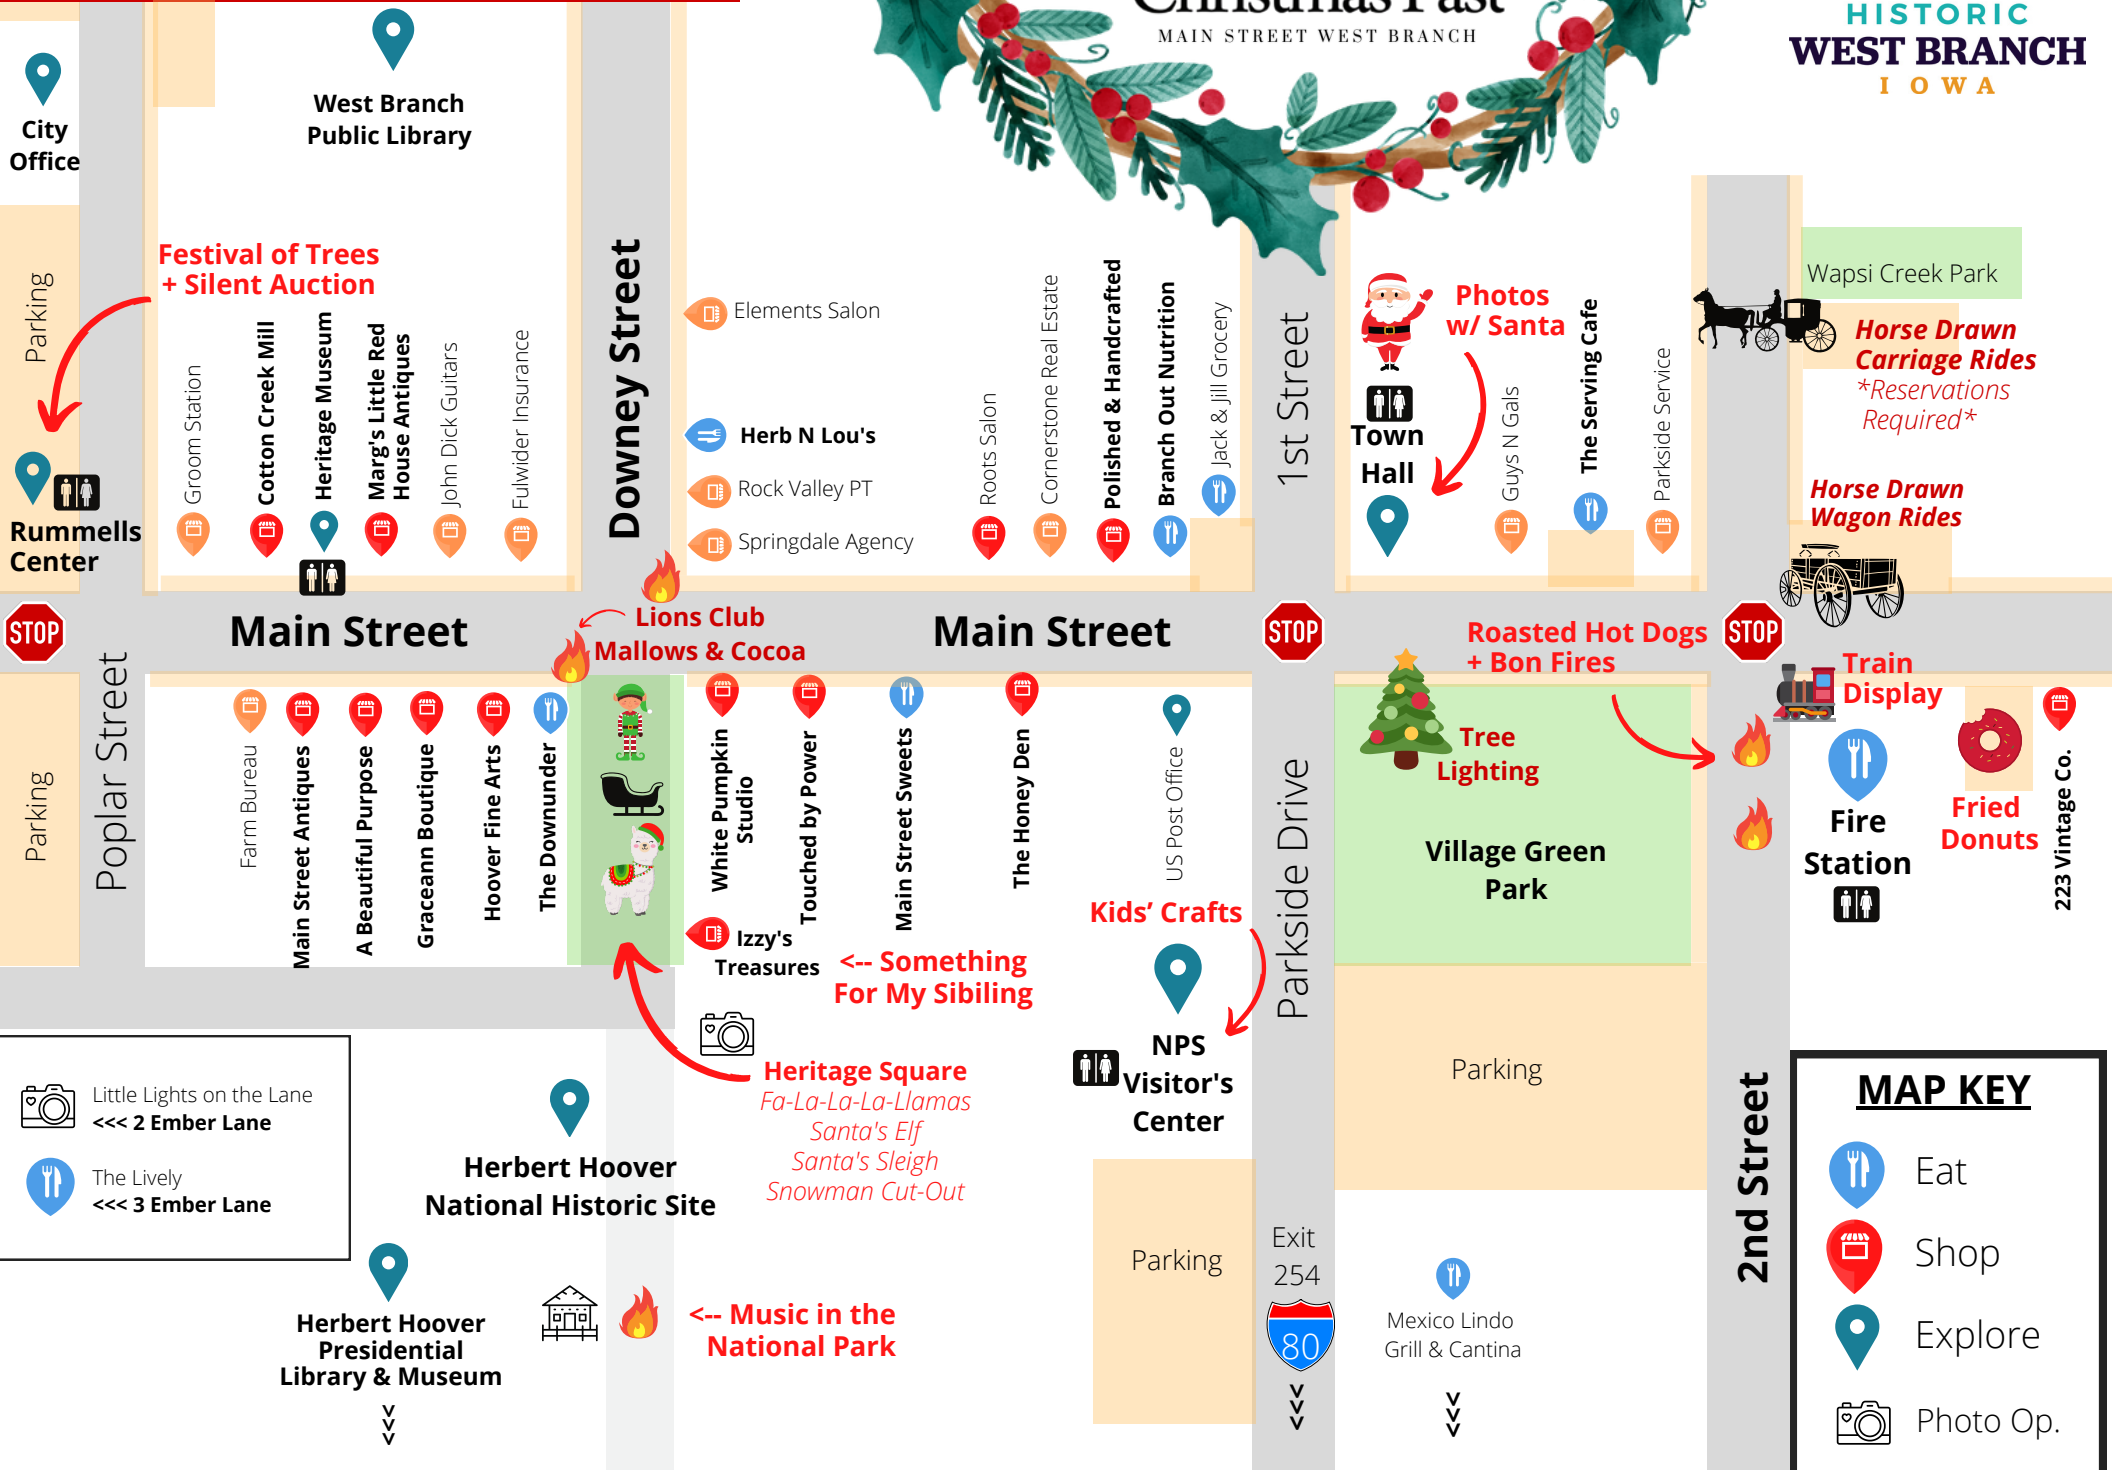 Christmas Past
MAIN STREET WEST BRANCH
HISTORIC
WEST BRANCH
IOWA
City
Office
West Branch
Public Library
Parking
Festival of Trees
+ Silent Auction
Rummells
Center
Groom Station
Cotton Creek Mill
Heritage Museum
Marg's Little Red
House Antiques
John Dick Guitars
Fulwider Insurance
Downey Street
Elements Salon
Herb N Lou's
Rock Valley PT
Springdale Agency
Roots Salon
Cornerstone Real Estate
Polished & Handcrafted
Branch Out Nutrition
Jack & Jill Grocery
1st Street
Photos
w/ Santa
Town
Hall
Guys N Gals
The Serving Cafe
Parkside Service
Wapsi Creek Park
Horse Drawn
Carriage Rides
*Reservations
Required*
Horse Drawn
Wagon Rides
STOP
Main Street
Lions Club
Mallows & Cocoa
Main Street
STOP
Roasted Hot Dogs
+ Bon Fires
STOP
Train
Display
Parking
Poplar Street
Farm Bureau
Main Street Antiques
A Beautiful Purpose
Graceann Boutique
Hoover Fine Arts
The Downunder
White Pumpkin
Studio
Touched by Power
Main Street Sweets
The Honey Den
US Post Office
Izzy's
Treasures
<-- Something
For My Sibiling
Kids' Crafts
NPS
Visitor's
Center
Parkside Drive
Tree
Lighting
Village Green
Park
Parking
Fire
Station
Fried
Donuts
223 Vintage Co.
Little Lights on the Lane
<<< 2 Ember Lane
The Lively
<<< 3 Ember Lane
Herbert Hoover
National Historic Site
Heritage Square
Fa-La-La-La-Llamas
Santa's Elf
Santa's Sleigh
Snowman Cut-Out
Herbert Hoover
Presidential
Library & Museum
>>>
<-- Music in the
National Park
Parking
Exit
254
80
>>>
Mexico Lindo
Grill & Cantina
>>>
2nd Street
MAP KEY
Eat
Shop
Explore
Photo Op.